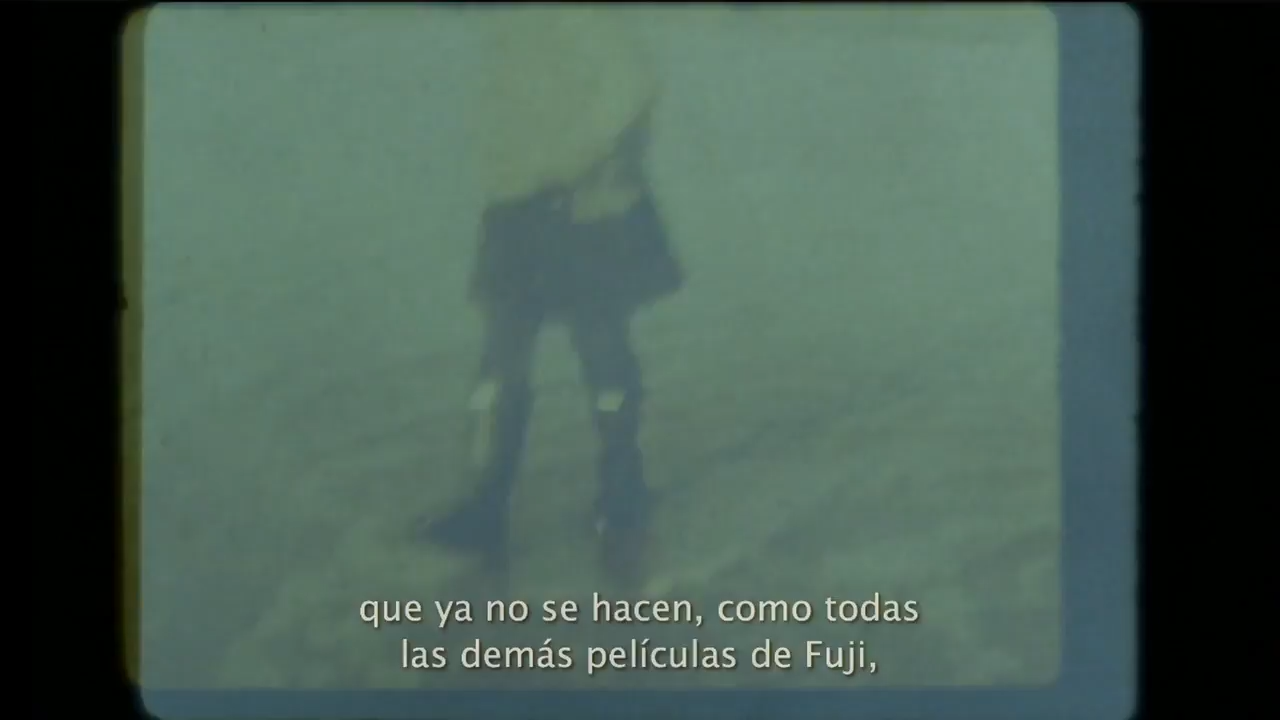 que ya no se hacen, como todas
las demás películas de Fuji,